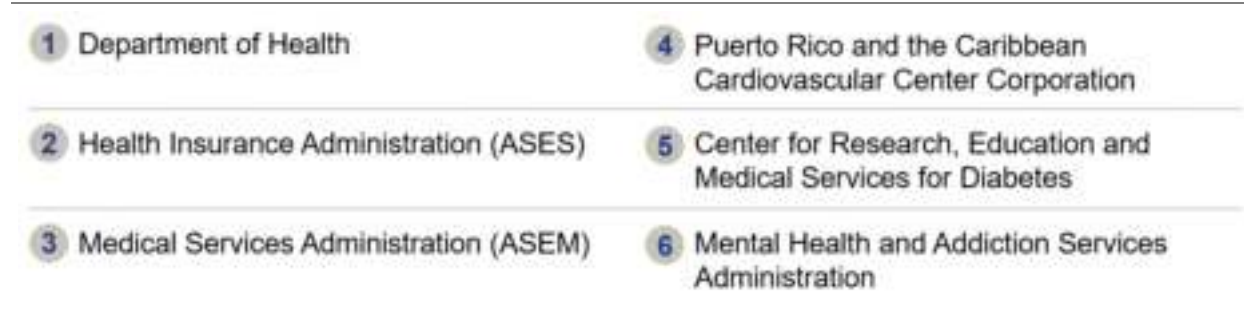 1 Department of Health
2 Health Insurance Administration (ASES)
3 Medical Services Administration (ASEM)
4 Puerto Rico and the Caribbean
Cardiovascular Center Corporation
5 Center for Research, Education and
Medical Services for Diabetes
6 Mental Health and Addiction Services
Administration